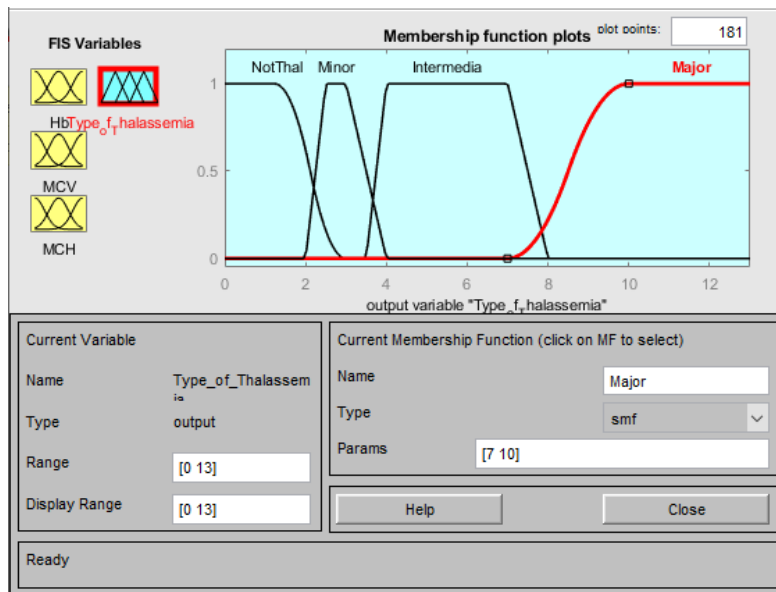 FIS Variables
Membership function plots
plot points:
181
NotThal
Minor
Intermedia
Major
1
0.5
0
0
2
4
6
8
10
12
output variable "Type_of_Thalassemia"
Hb
Type_of_Thalassemia
MCV
MCH
Current Variable
Name
Type_of_Thalassem
Type
output
Range
[0 13]
Display Range
[0 13]
Current Membership Function (click on MF to select)
Name
Major
Type
smf
Params
[7 10]
Help
Close
Ready